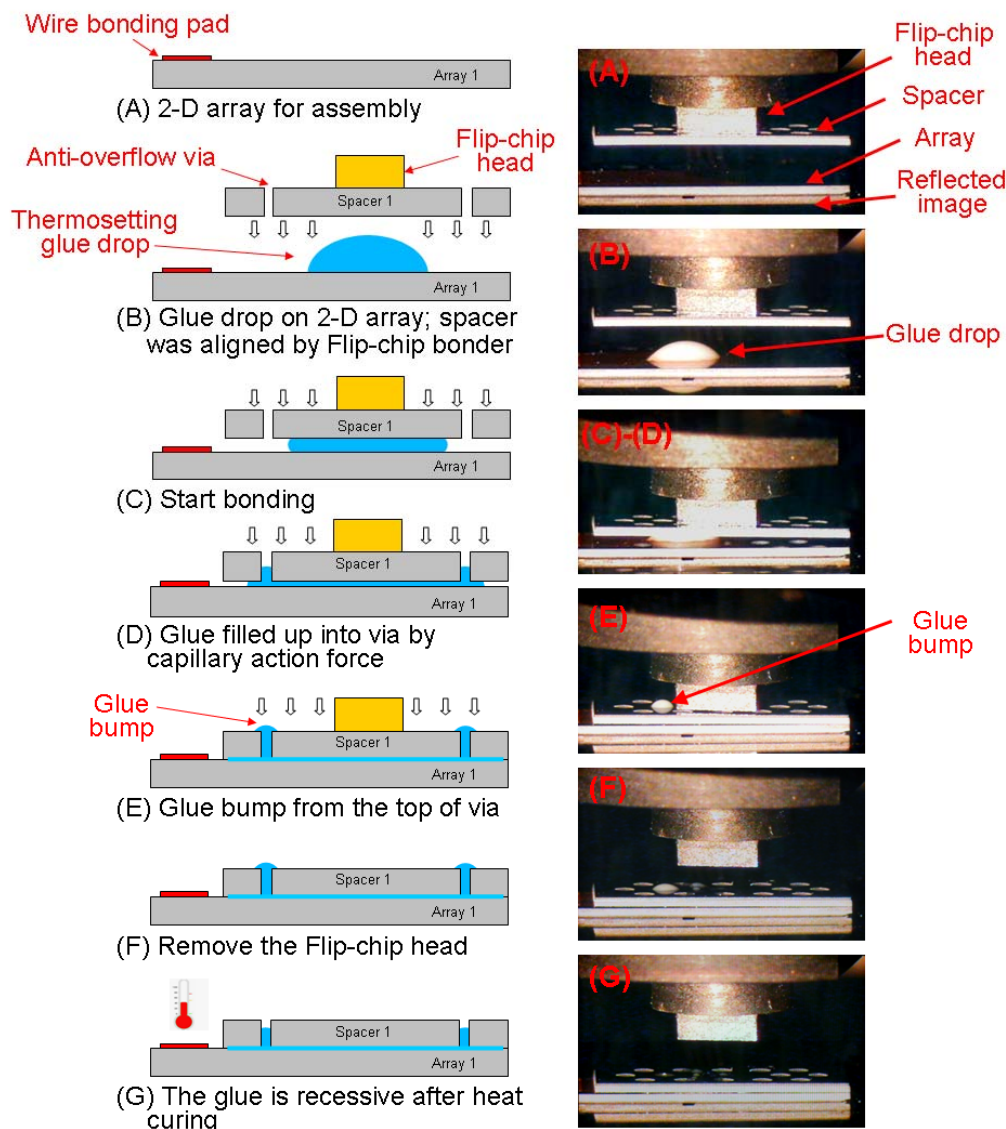 Wire bonding pad
Array 1
(A) 2-D array for assembly
Anti-overflow via
Flip-chip
head
Spacer 1
Thermosetting
glue drop
Array 1
(B) Glue drop on 2-D array; spacer
was aligned by Flip-chip bonder
Spacer 1
Array 1
(C) Start bonding
Spacer 1
Array 1
(D) Glue filled up into via by
capillary action force
Glue
bump
Spacer 1
Array 1
(E) Glue bump from the top of via
Spacer 1
Array 1
(F) Remove the Flip-chip head
Spacer 1
Array 1
(G) The glue is recessive after heat
curing
(A)
Flip-chip
head
Spacer
Array
Reflected
image
(B)
Glue drop
(C)-(D)
(E)
Glue
bump
(F)
(G)